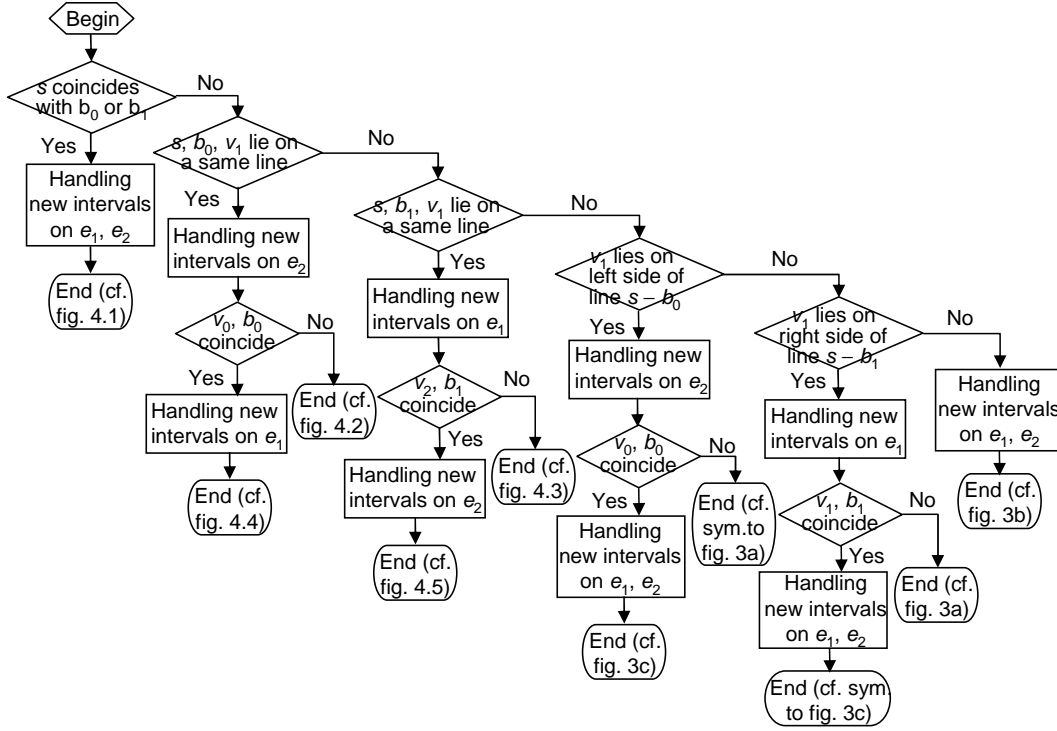 Begin
s coincides
with b₀ or b₁
No
Yes
Handling
new intervals
on e₁, e₂
End (cf.
fig. 4.1)
s, b₀, v₁ lie on
a same line
No
Yes
Handling new
intervals on e₂
v₀, b₀
coincide
No
Yes
Handling new
intervals on e₁
End (cf.
fig. 4.2)
End (cf.
fig. 4.4)
s, b₁, v₁ lie on
a same line
No
Yes
Handling new
intervals on e₁
v₂, b₁
coincide
No
Yes
Handling new
intervals on e₂
End (cf.
fig. 4.3)
End (cf.
fig. 4.5)
v₁ lies on
left side of
line s – b₀
No
Yes
Handling new
intervals on e₂
v₀, b₀
coincide
No
Yes
Handling
new intervals
on e₁, e₂
End (cf.
sym.to
fig. 3a)
End (cf.
fig. 3c)
v₁ lies on
right side of
line s – b₁
No
Yes
Handling new
intervals on e₁
v₁, b₁
coincide
No
Yes
Handling
new intervals
on e₁, e₂
End (cf.
fig. 3a)
End (cf. sym.
to fig. 3c)
Handling
new intervals
on e₁, e₂
End (cf.
fig. 3b)